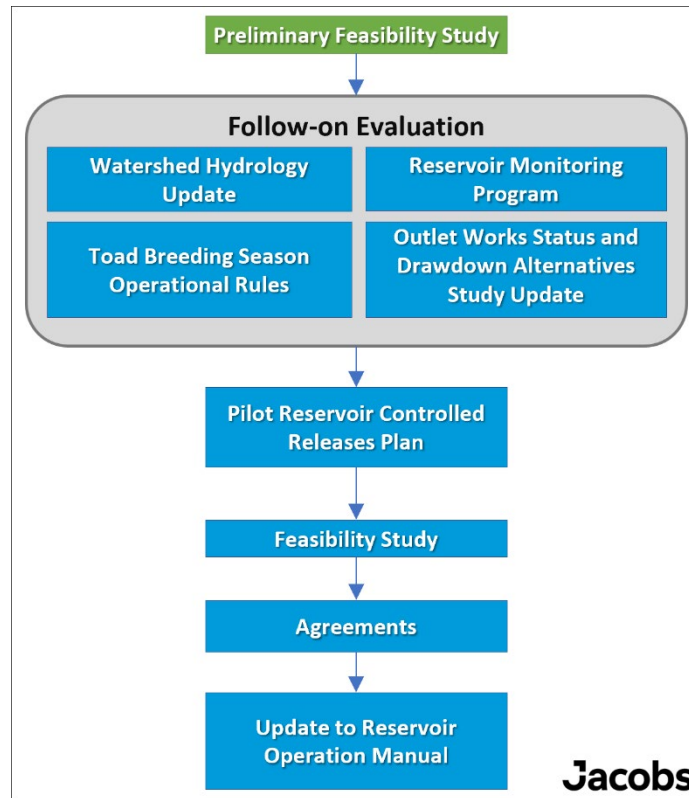 Preliminary Feasibility Study
Follow-on Evaluation
Watershed Hydrology
Update
Reservoir Monitoring
Program
Toad Breeding Season
Operational Rules
Outlet Works Status and
Drawdown Alternatives
Study Update
Pilot Reservoir Controlled
Releases Plan
Feasibility Study
Agreements
Update to Reservoir
Operation Manual
Jacobs